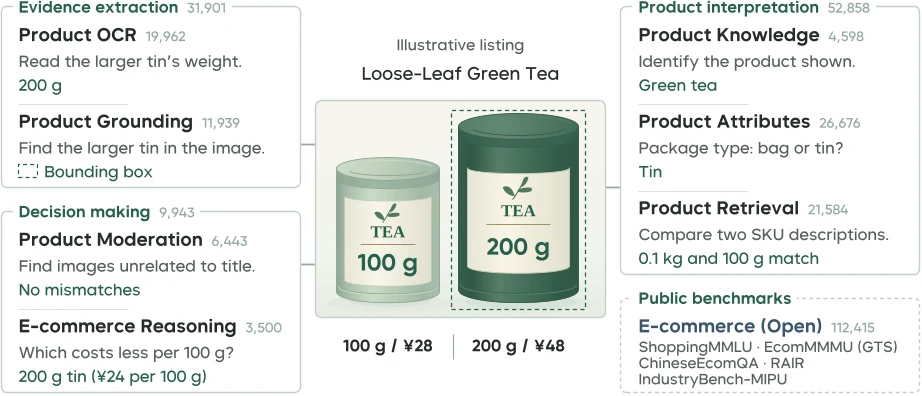 Evidence extraction 31,901
Product OCR 19,962
Read the larger tin's weight.
200 g
Product Grounding 11,939
Find the larger tin in the image.
Bounding box
Decision making 9,943
Product Moderation 6,443
Find images unrelated to title.
No mismatches
E-commerce Reasoning 3,500
Which costs less per 100 g?
200 g tin (¥24 per 100 g)
Illustrative listing
Loose-Leaf Green Tea
TEA
100 g
TEA
200 g
100 g / ¥28
200 g / ¥48
Product interpretation 52,858
Product Knowledge 4,598
Identify the product shown.
Green tea
Product Attributes 26,676
Package type: bag or tin?
Tin
Product Retrieval 21,584
Compare two SKU descriptions.
0.1 kg and 100 g match
Public benchmarks
E-commerce (Open) 112,415
ShoppingMMLU · EcomMMMU (GTS)
ChineseEcomQA · RAIR
IndustryBench-MIPU